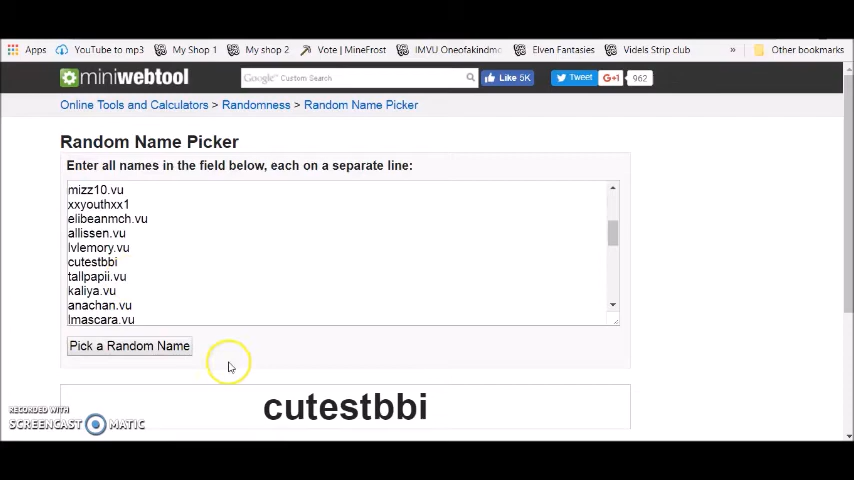 Apps YouTube to mp3 My Shop 1 My shop 2 Vote | MineFrost IMVU Oneofakindmo Elven Fantasies Videls Strip club » Other bookmarks
miniwebtool Google™ Custom Search Like 5K Tweet G+1 962
Online Tools and Calculators > Randomness > Random Name Picker
Random Name Picker
Enter all names in the field below, each on a separate line:
mizz10.vu
xxyouthxx1
elibeanmch.vu
allissen.vu
lvlemory.vu
cutestbbi
tallpapii.vu
kaliya.vu
anachan.vu
lmascara.vu
Pick a Random Name
cutestbbi
RECORDED WITH
SCREENCAST MATIC